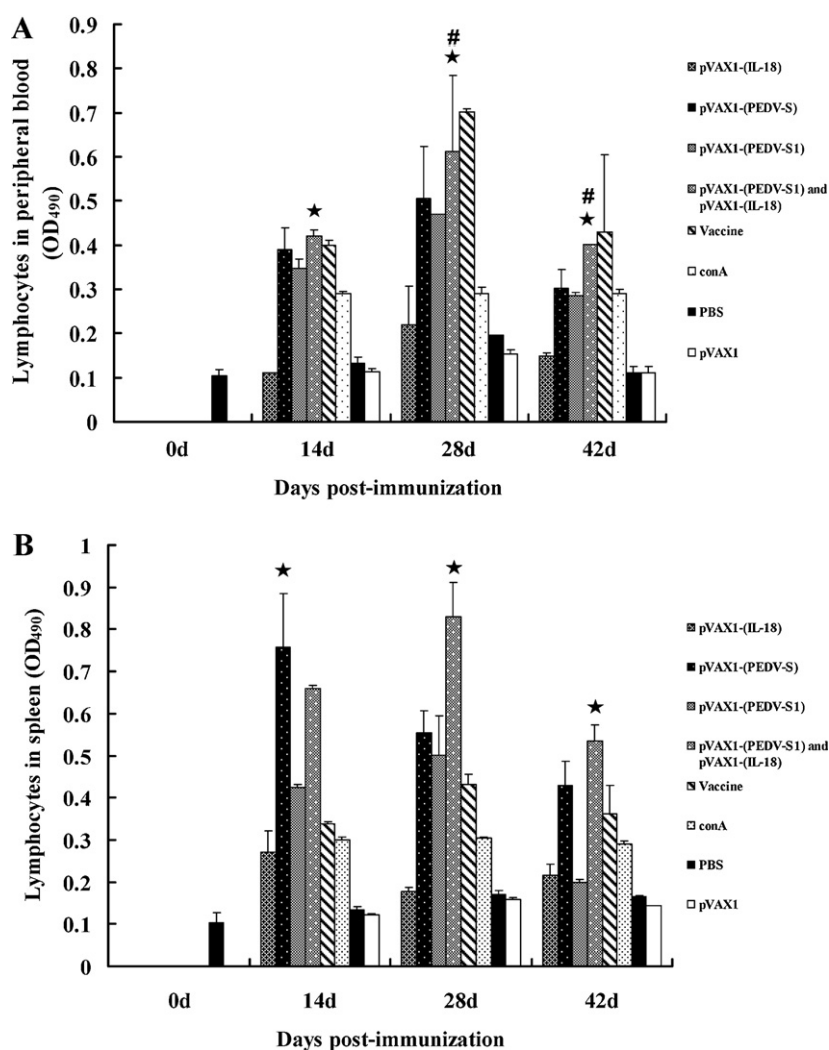 A
Lymphocytes in peripheral blood
(OD490)
0.9
0.8
0.7
0.6
0.5
0.4
0.3
0.2
0.1
0
★
#
★
#
★
0d
14d
28d
42d
Days post-immunization
pVAX1-(IL-18)
pVAX1-(PEDV-S)
pVAX1-(PEDV-S1)
pVAX1-(PEDV-S1) and
pVAX1-(IL-18)
Vaccine
conA
PBS
pVAX1
B
Lymphocytes in spleen (OD490)
1
0.9
0.8
0.7
0.6
0.5
0.4
0.3
0.2
0.1
0
★
★
★
0d
14d
28d
42d
Days post-immunization
pVAX1-(IL-18)
pVAX1-(PEDV-S)
pVAX1-(PEDV-S1)
pVAX1-(PEDV-S1) and
pVAX1-(IL-18)
Vaccine
conA
PBS
pVAX1